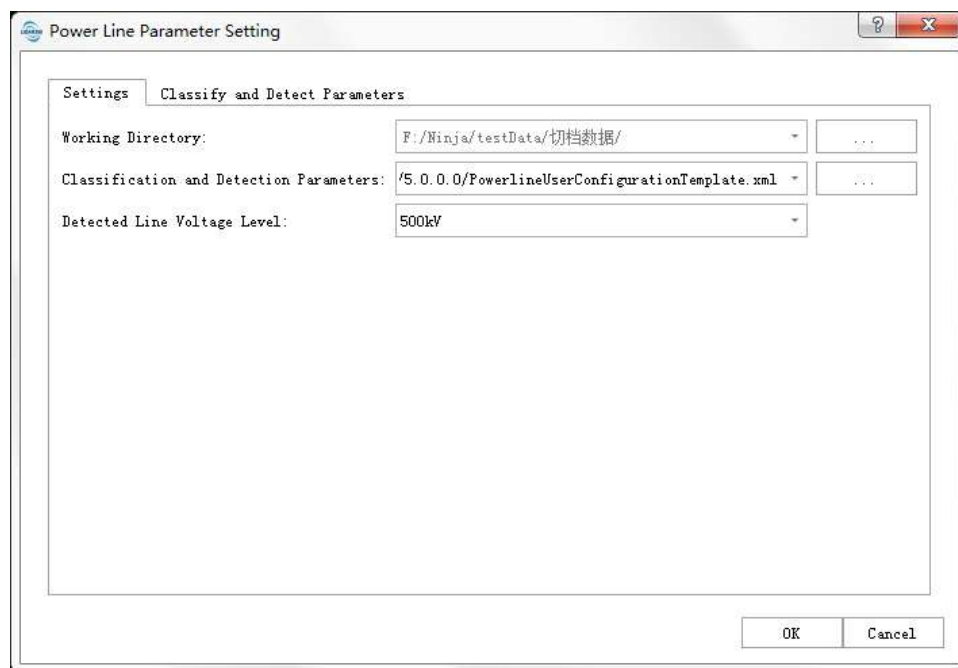 Power Line Parameter Setting
Settings Classify and Detect Parameters
Working Directory: F:/Ninja/testData/切档数据/ ...
Classification and Detection Parameters: /5.0.0.0/PowerlineUserConfigurationTemplate.xml ...
Detected Line Voltage Level: 500kV
OK Cancel